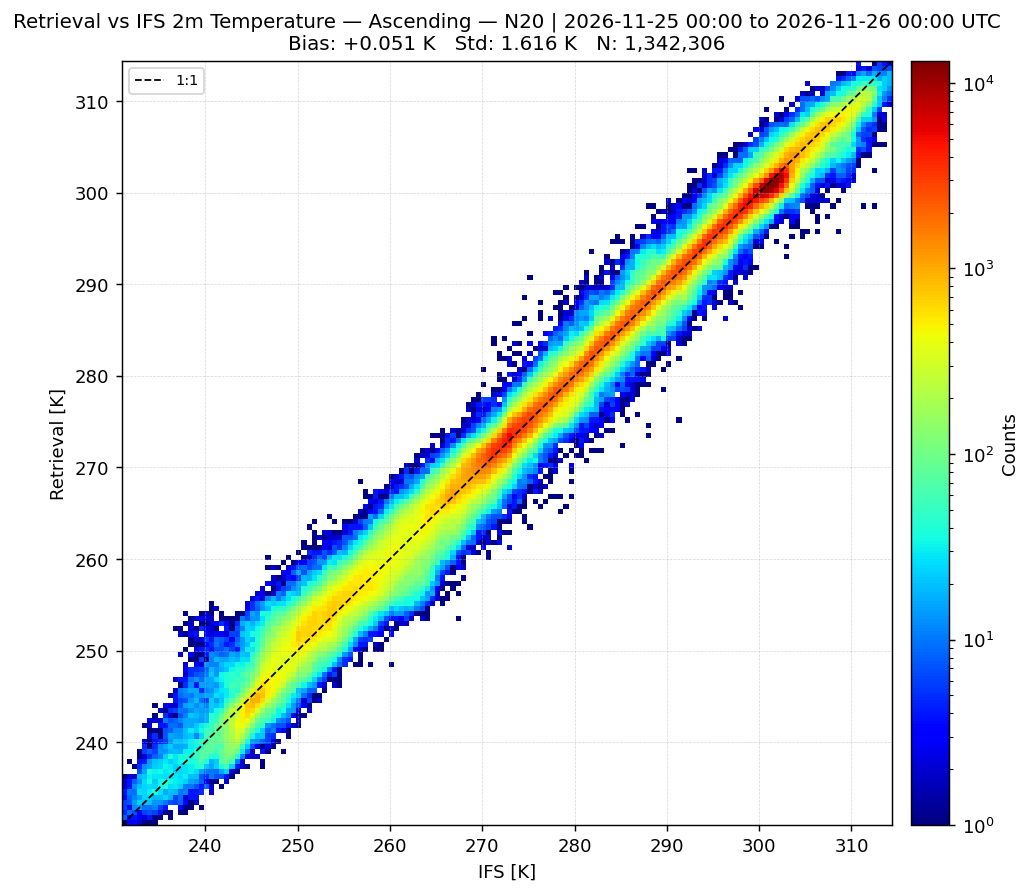 Retrieval vs IFS 2m Temperature — Ascending — N20 | 2026-11-25 00:00 to 2026-11-26 00:00 UTC
Bias: +0.051 K   Std: 1.616 K   N: 1,342,306
1:1
310
300
290
280
270
260
250
240
Retrieval [K]
240 250 260 270 280 290 300 310
IFS [K]
10⁴
10³
10²
10¹
10⁰
Counts